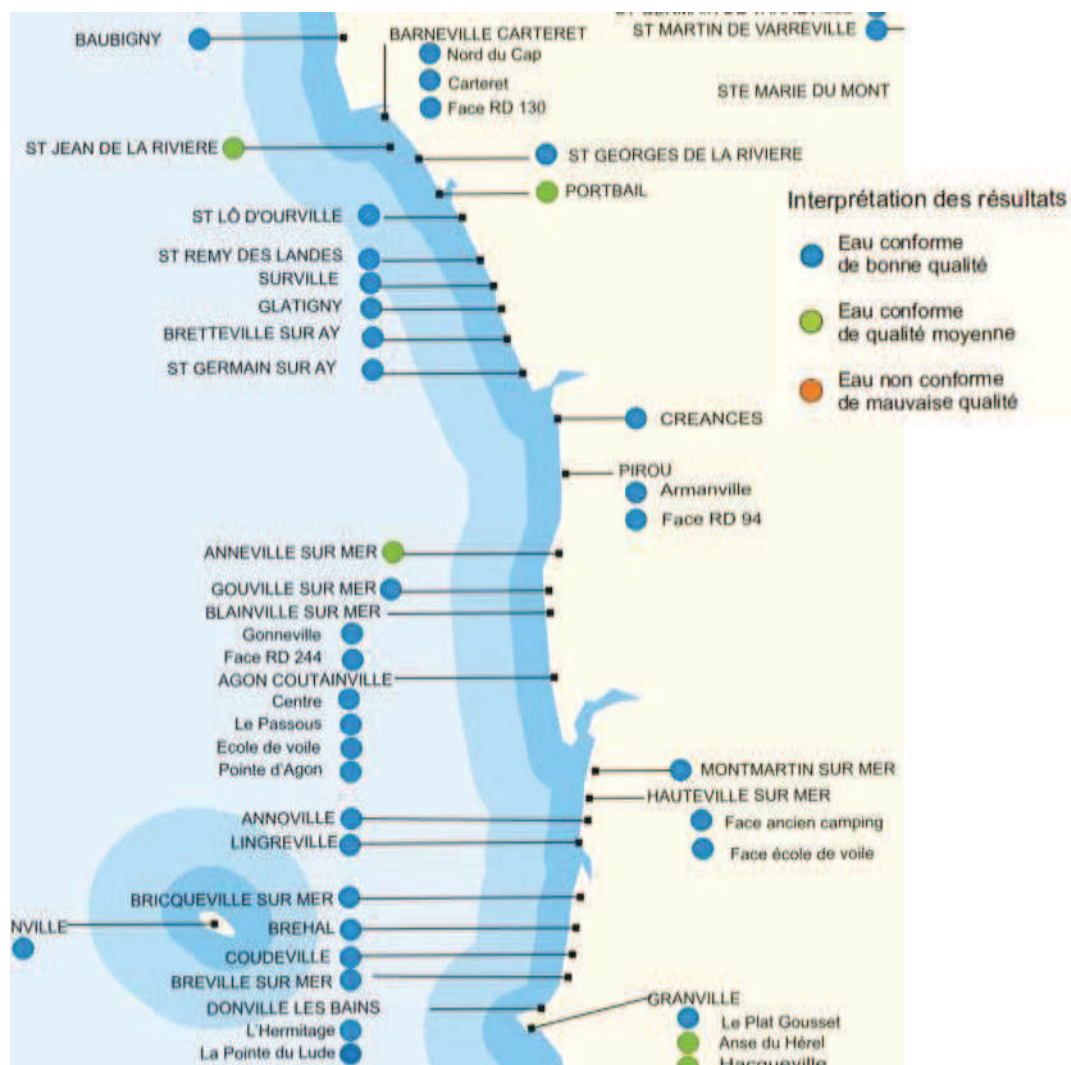 ST MARTIN DE VARREVILLE
BAUBIGNY
BARNEVILLE CARTERET
Nord du Cap
Carteret
Face RD 130
STE MARIE DU MONT
ST JEAN DE LA RIVIERE
ST GEORGES DE LA RIVIERE
PORTBAIL
Interprétation des résultats
Eau conforme
de bonne qualité
Eau conforme
de qualité moyenne
Eau non conforme
de mauvaise qualité
ST LÔ D'OURVILLE
ST REMY DES LANDES
SURVILLE
GLATIGNY
BRETTEVILLE SUR AY
ST GERMAIN SUR AY
CREANCES
PIROU
Armanville
Face RD 94
ANNEVILLE SUR MER
GOUVILLE SUR MER
BLAINVILLE SUR MER
Gonneville
Face RD 244
AGON COUTAINVILLE
Centre
Le Passous
Ecole de voile
Pointe d'Agon
MONTMARTIN SUR MER
HAUTEVILLE SUR MER
Face ancien camping
Face école de voile
ANNOVILLE
LINGREVILLE
BRICQUEVILLE SUR MER
NVILLE
BREHAL
COUDEVILLE
BREVILLE SUR MER
DONVILLE LES BAINS
L'Hermitage
La Pointe du Lude
GRANVILLE
Le Plat Gousset
Anse du Hérel
Hacqueville